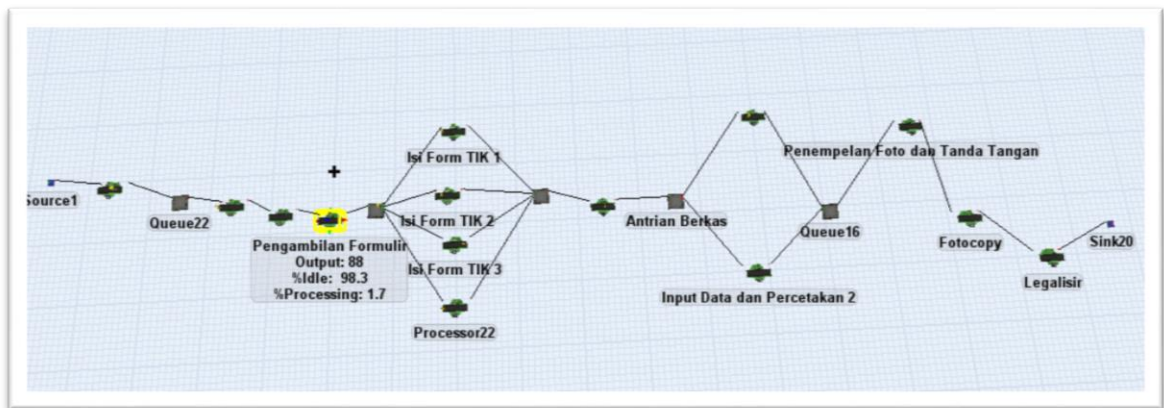 Source1
Queue22
Pengambilan Formulir
Output: 88
%Idle: 98.3
%Processing: 1.7
Isi Form TIK 1
Isi Form TIK 2
Isi Form TIK 3
Processor22
Antrian Berkas
Input Data dan Percetakan 2
Queue16
Penempelan Foto dan Tanda Tangan
Fotocopy
Legalisir
Sink20